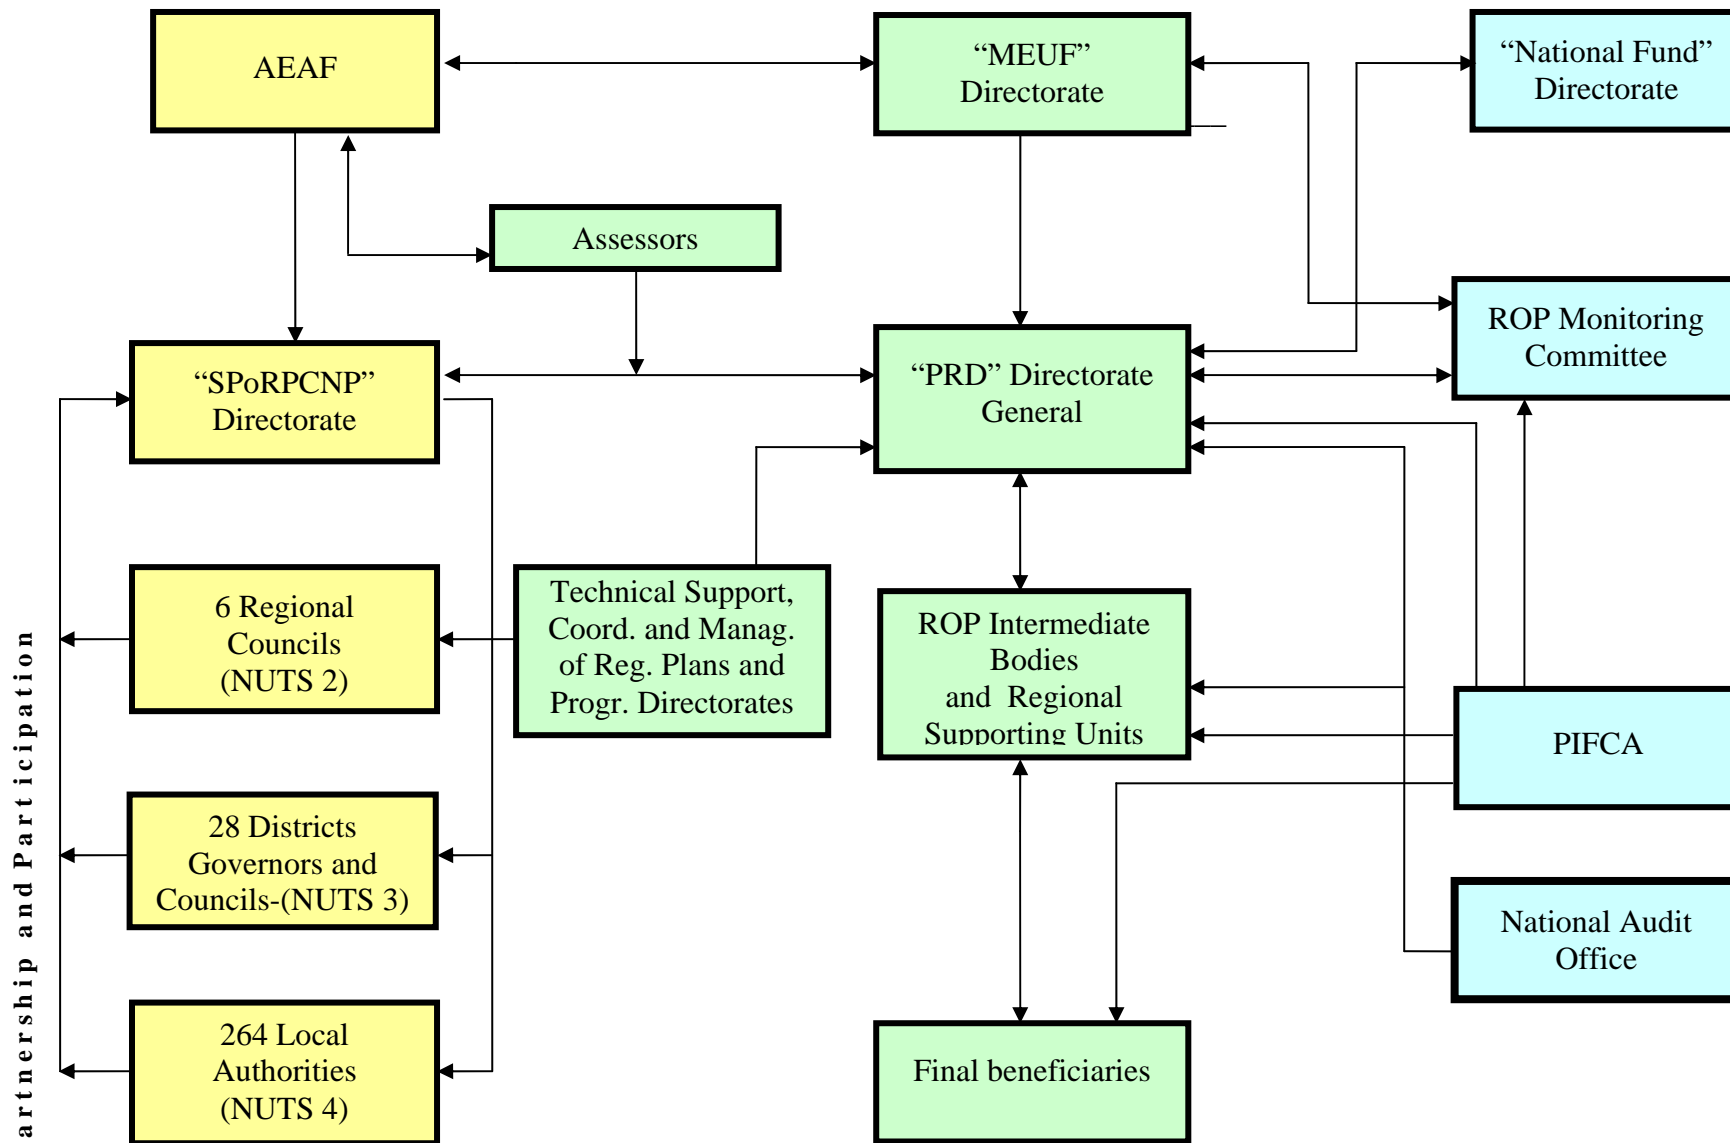 AEAF
“MEUF”
Directorate
“National Fund”
Directorate
Assessors
ROP Monitoring
Committee
“SPoRPCNP”
Directorate
“PRD” Directorate
General
6 Regional
Councils
(NUTS 2)
Technical Support,
Coord. and Manag.
of Reg. Plans and
Progr. Directorates
ROP Intermediate
Bodies
and Regional
Supporting Units
PIFCA
28 Districts
Governors and
Councils-(NUTS 3)
National Audit
Office
264 Local
Authorities
(NUTS 4)
Final beneficiaries
artnership and Participation